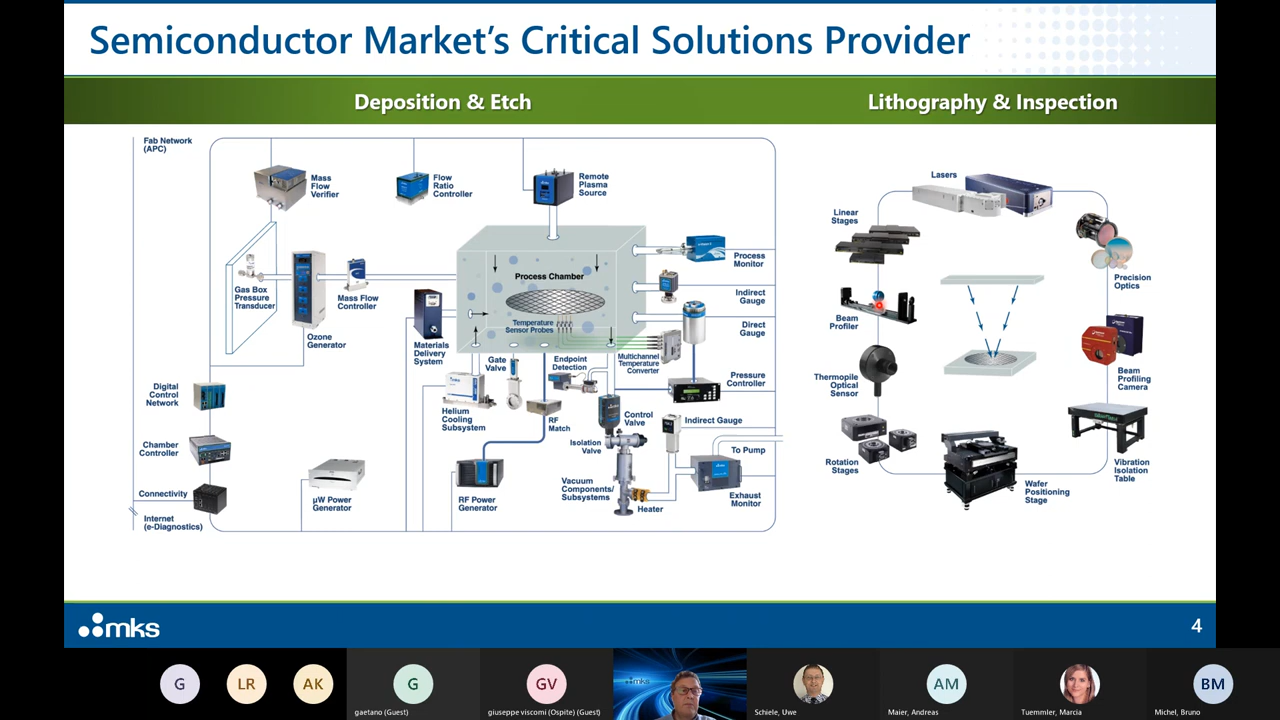 Semiconductor Market's Critical Solutions Provider
Deposition & Etch
Lithography & Inspection
Fab Network
(APC)
Mass
Flow
Verifier
Flow
Ratio
Controller
Remote
Plasma
Source
Process Chamber
Process
Monitor
Gas Box
Pressure
Transducer
Mass Flow
Controller
Indirect
Gauge
Temperature
Sensor Probes
Direct
Gauge
Ozone
Generator
Materials
Delivery
System
Gate
Valve
Endpoint
Detection
Multichannel
Temperature
Converter
Pressure
Controller
Digital
Control
Network
Helium
Cooling
Subsystem
RF
Match
Control
Valve
Indirect Gauge
Isolation
Valve
To Pump
Chamber
Controller
Connectivity
Internet
(e-Diagnostics)
µW Power
Generator
RF Power
Generator
Vacuum
Components/
Subsystems
Heater
Exhaust
Monitor
Lasers
Linear
Stages
Precision
Optics
Beam
Profiler
Beam
Profiling
Camera
Thermopile
Optical
Sensor
Rotation
Stages
Wafer
Positioning
Stage
Vibration
Isolation
Table
mks
4
G
LR
AK
G
gaetano (Guest)
GV
giuseppe viscomi (Ospite) (Guest)
mks
Schiele, Uwe
AM
Maier, Andreas
Tuemmler, Marcia
BM
Michel, Bruno